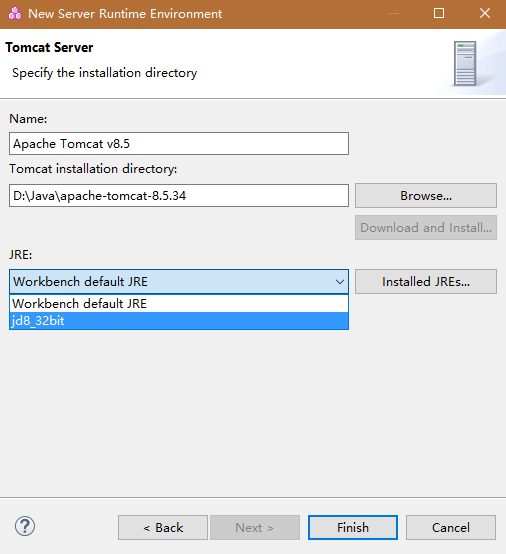 New Server Runtime Environment
Tomcat Server
Specify the installation directory
Name:
Apache Tomcat v8.5
Tomcat installation directory:
D:\Java\apache-tomcat-8.5.34
Browse...
Download and Install...
JRE:
Workbench default JRE
Installed JREs...
Workbench default JRE
jd8_32bit
?
< Back
Next >
Finish
Cancel